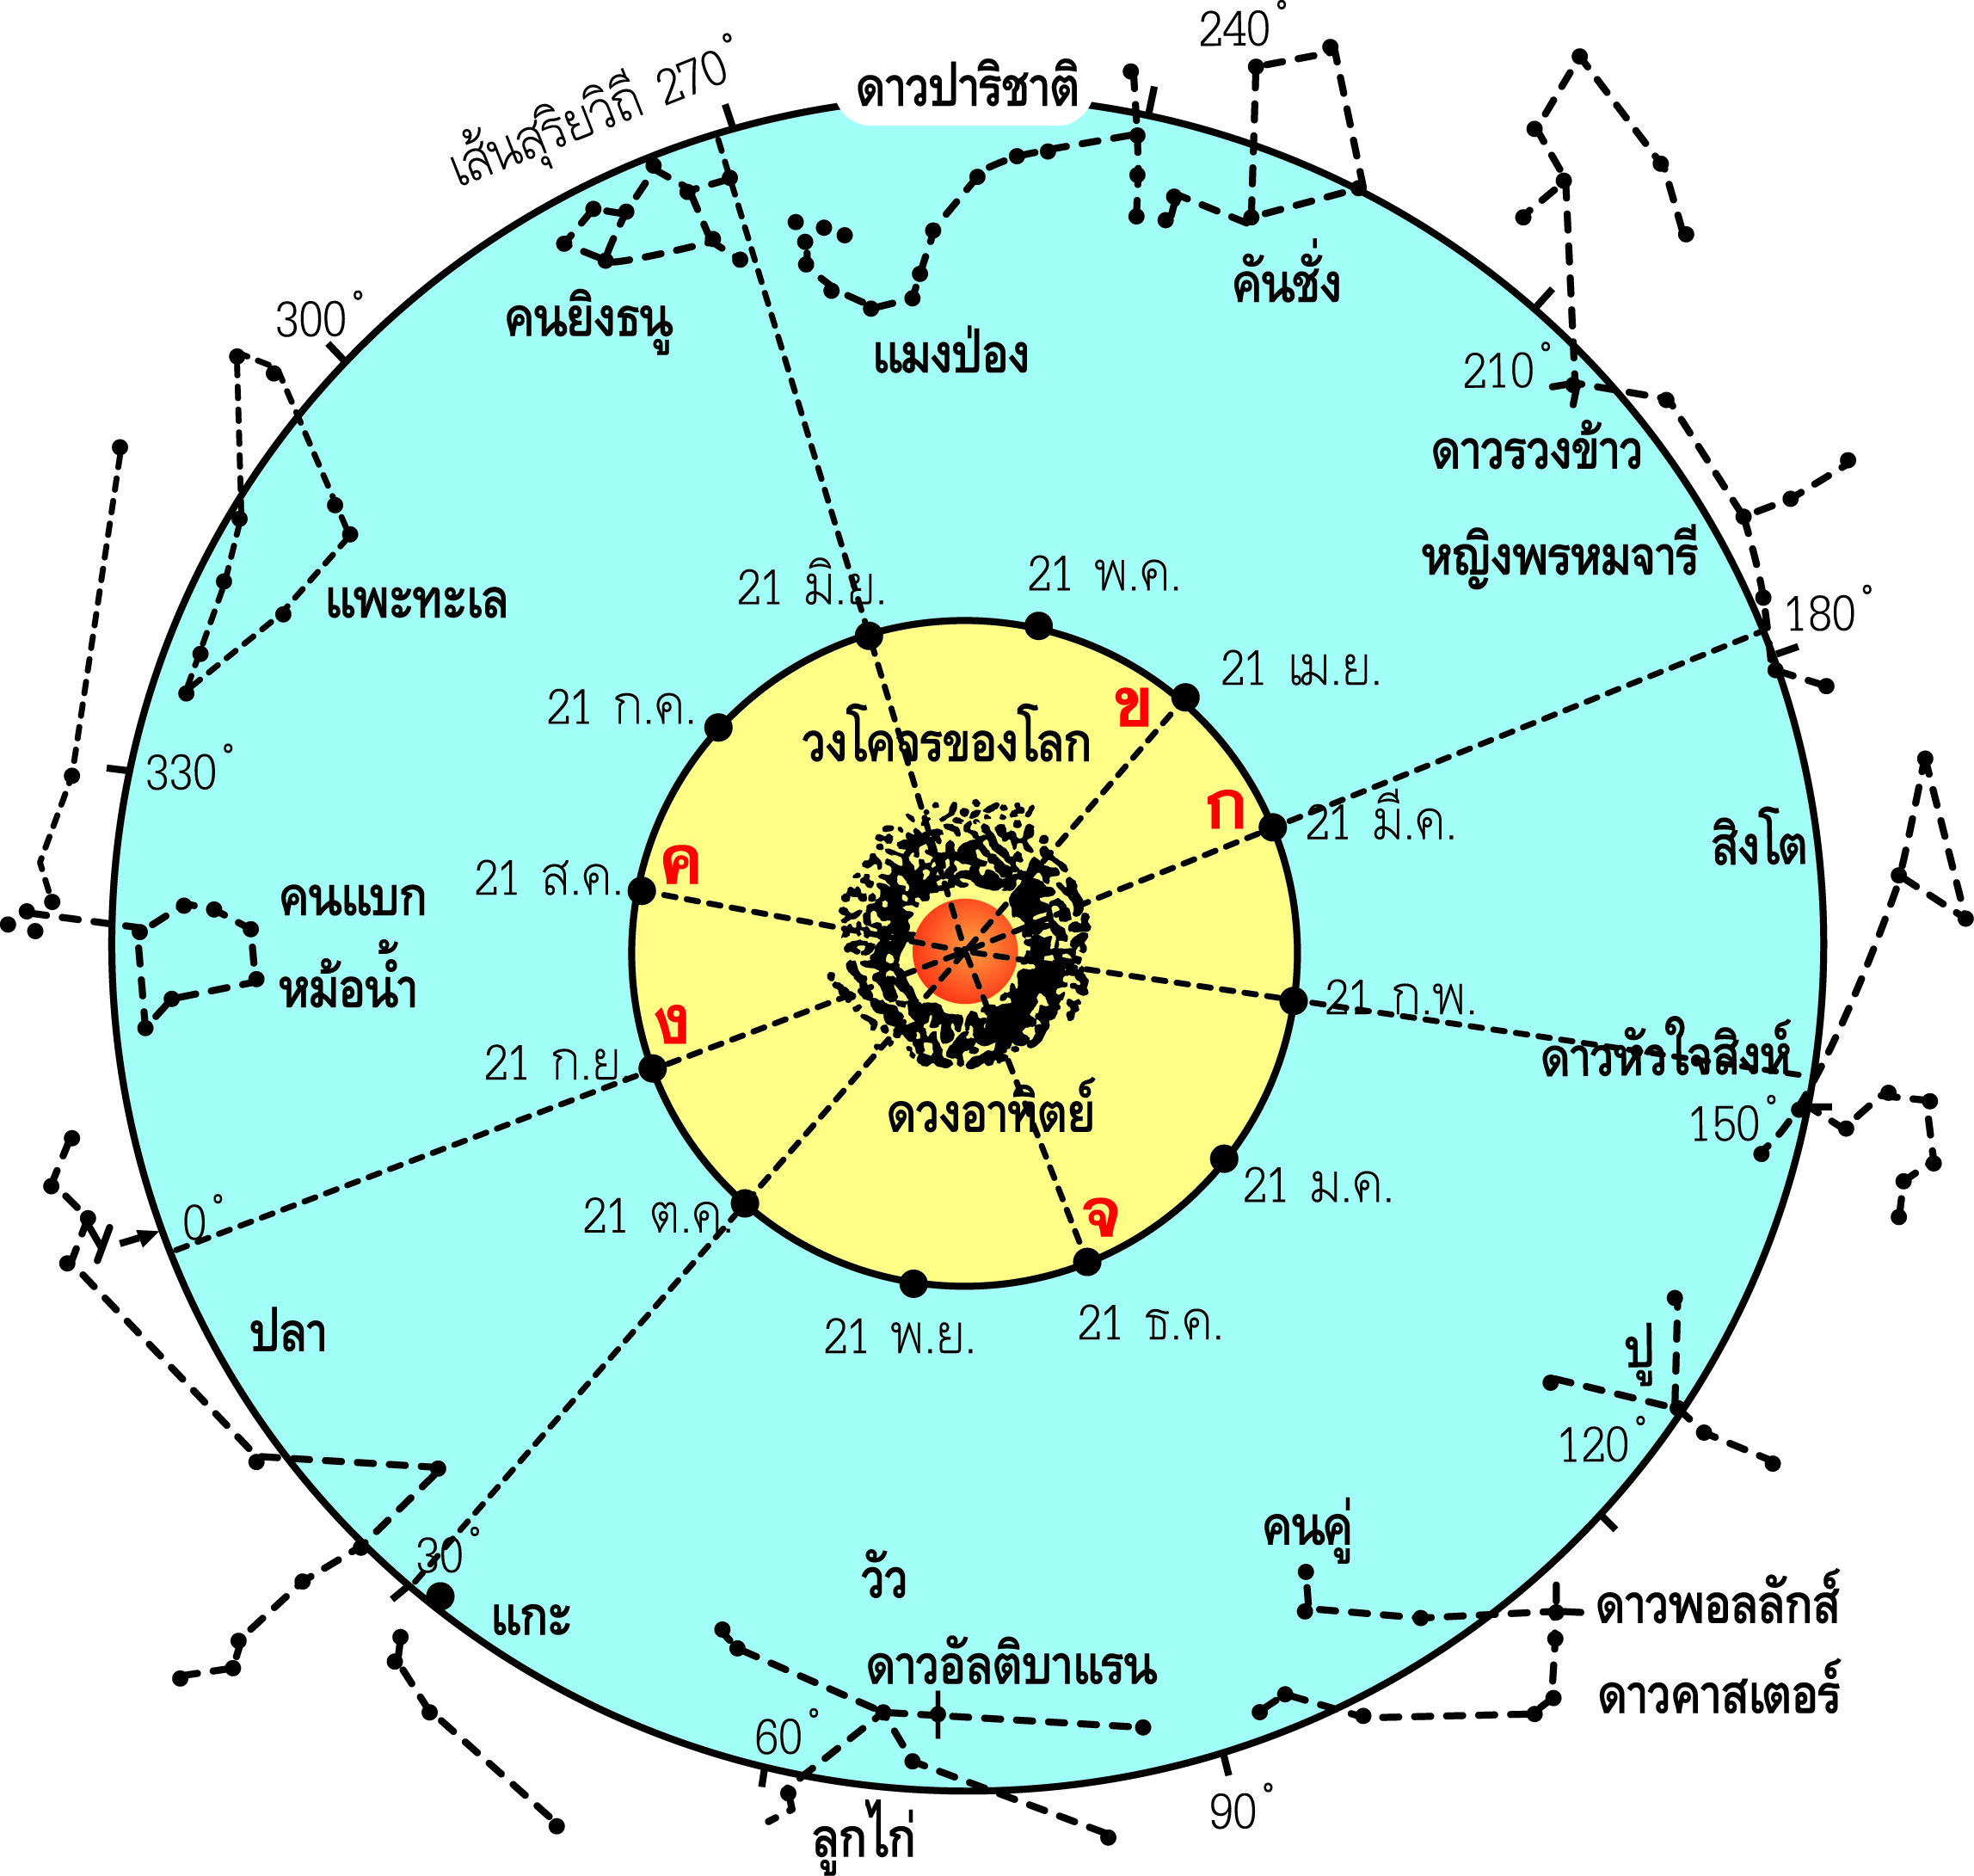 240°
เส้นสุริยวิถี 270°
ดาวปาริชาติ
คันชั่ง
300°
คนยิงธนู
แมงป่อง
210°
ดาวรวงข้าว
หญิงพรหมจารี
แพะทะเล
21 มิ.ย.
21 พ.ค.
180°
21 เม.ย.
ข
21 ก.ค.
วงโคจรของโลก
330°
ก
21 มี.ค.
สิงโต
21 ส.ค.
ค
คนแบก
หม้อน้ำ
21 ก.พ.
ง
21 ก.ย.
ดาวหัวใจสิงห์
ดวงอาทิตย์
150°
21 ม.ค.
0°
21 ต.ค.
จ
ปลา
21 พ.ย.
21 ธ.ค.
ปู
120°
คนคู่
30°
วัว
แกะ
ดาวพอลลักส์
ดาวอัลติบาแรน
ดาวคาสเตอร์
60°
90°
ลูกไก่